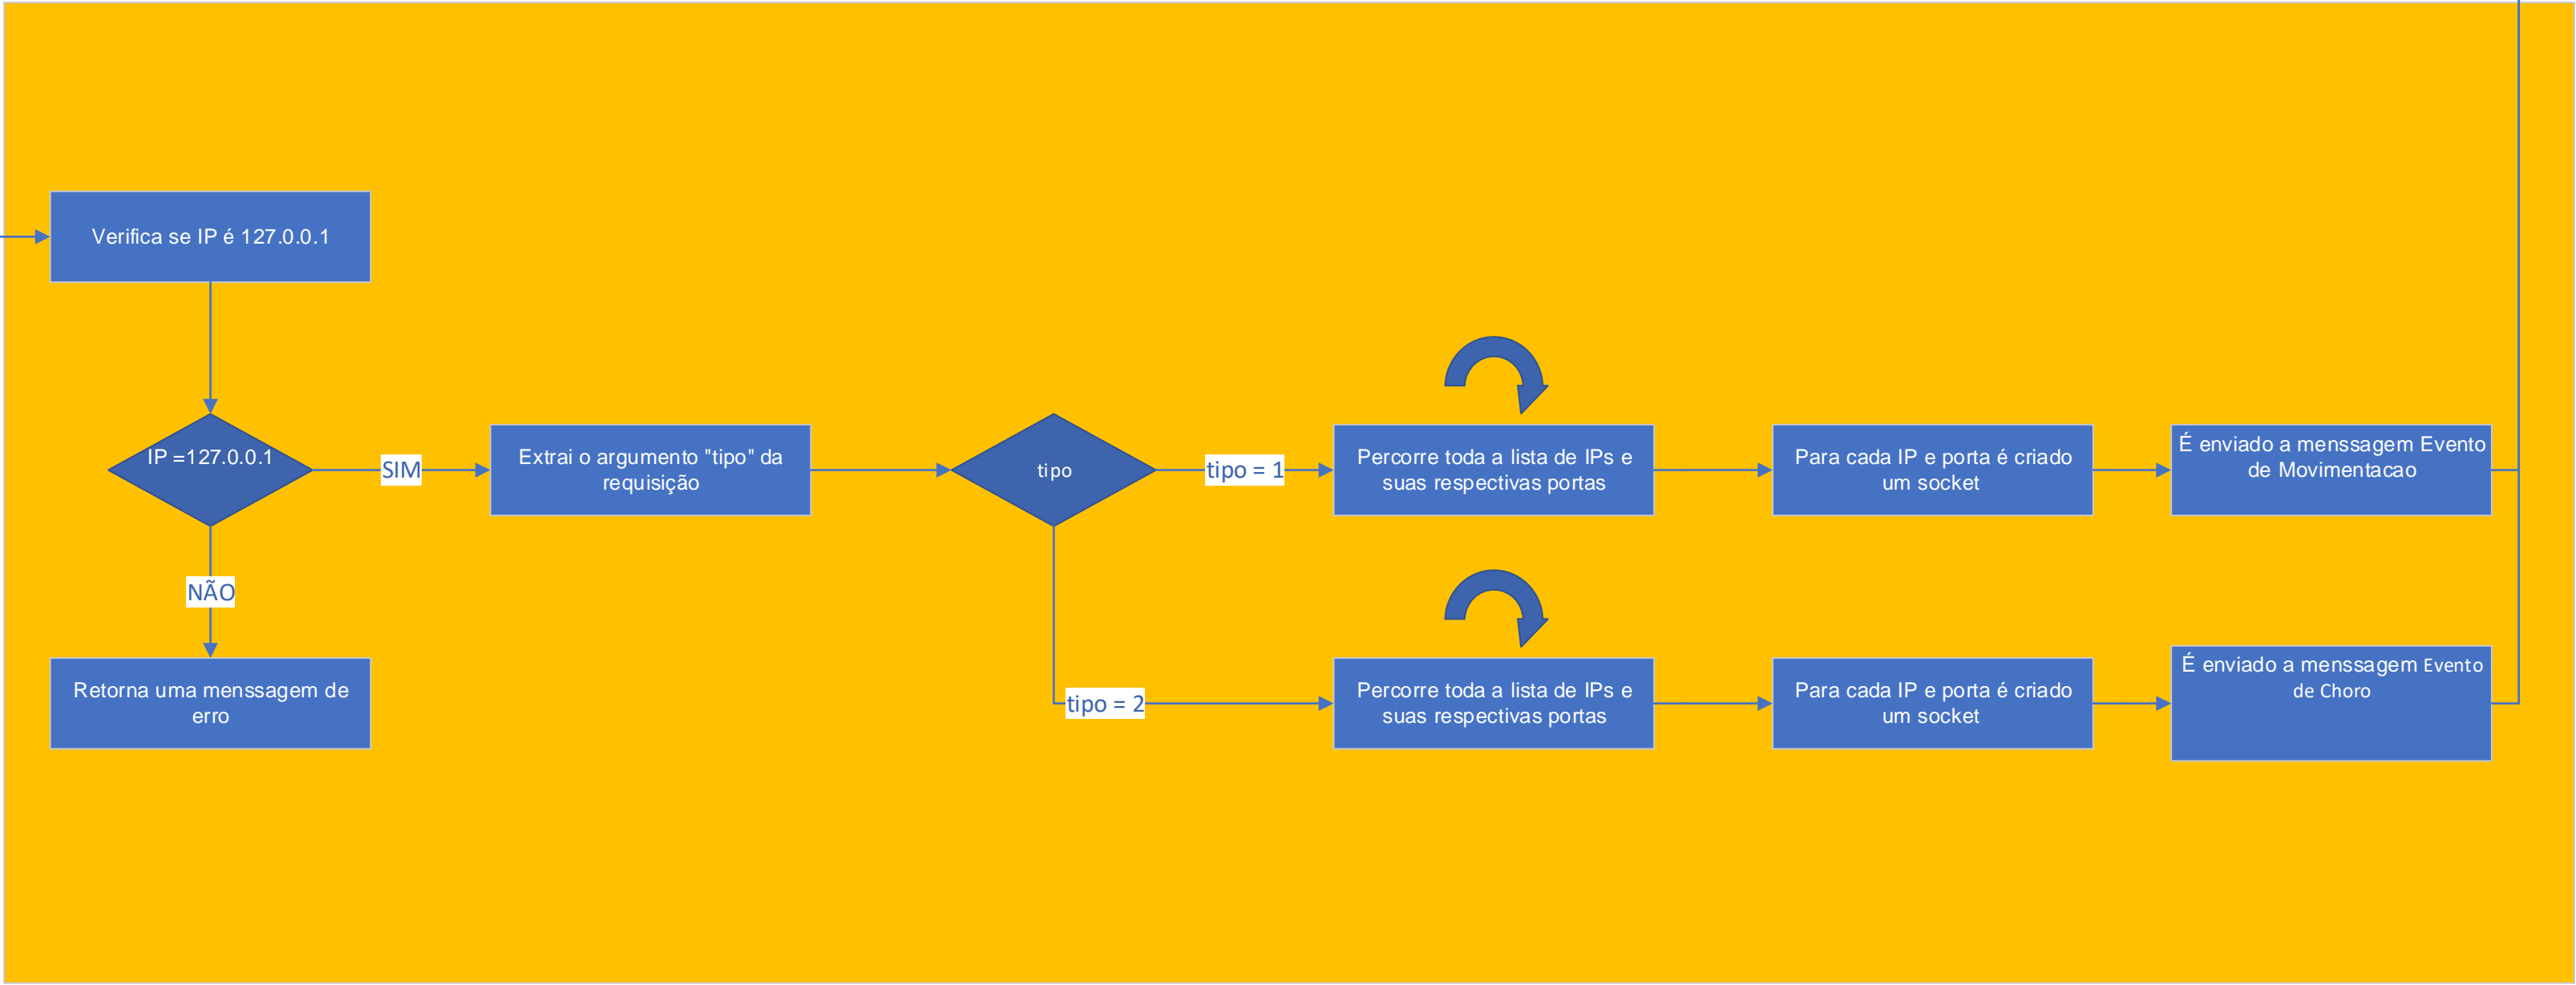 Verifica se IP é 127.0.0.1
IP =127.0.0.1
SIM
Extrai o argumento "tipo" da
requisição
tipo
tipo = 1
Percorre toda a lista de IPs e
suas respectivas portas
Para cada IP e porta é criado
um socket
É enviado a menssagem Evento
de Movimentacao
NÃO
Retorna uma menssagem de
erro
tipo = 2
Percorre toda a lista de IPs e
suas respectivas portas
Para cada IP e porta é criado
um socket
É enviado a menssagem Evento
de Choro